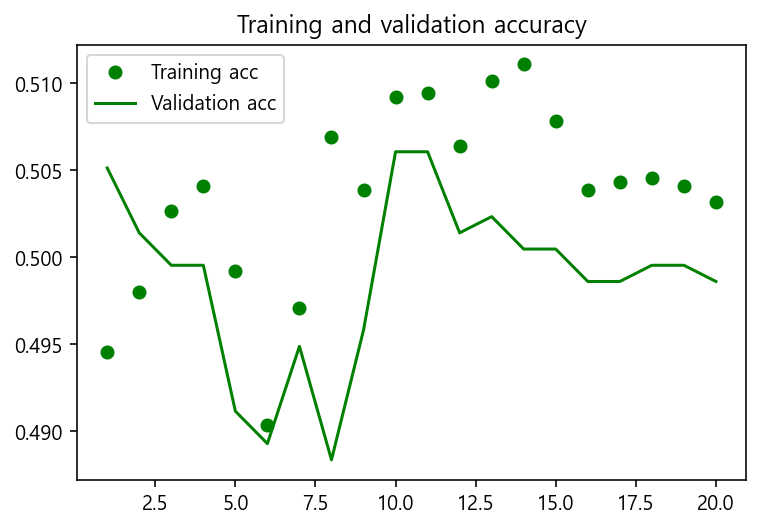 Training and validation accuracy
Training acc
Validation acc
0.510
0.505
0.500
0.495
0.490
2.5 5.0 7.5 10.0 12.5 15.0 17.5 20.0